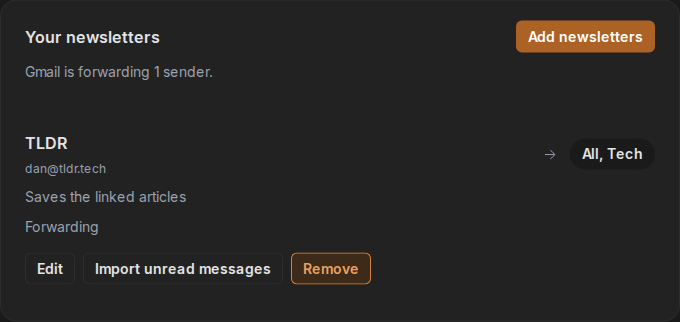 Your newsletters
Add newsletters
Gmail is forwarding 1 sender.
TLDR
dan@tldr.tech
→ All, Tech
Saves the linked articles
Forwarding
Edit
Import unread messages
Remove